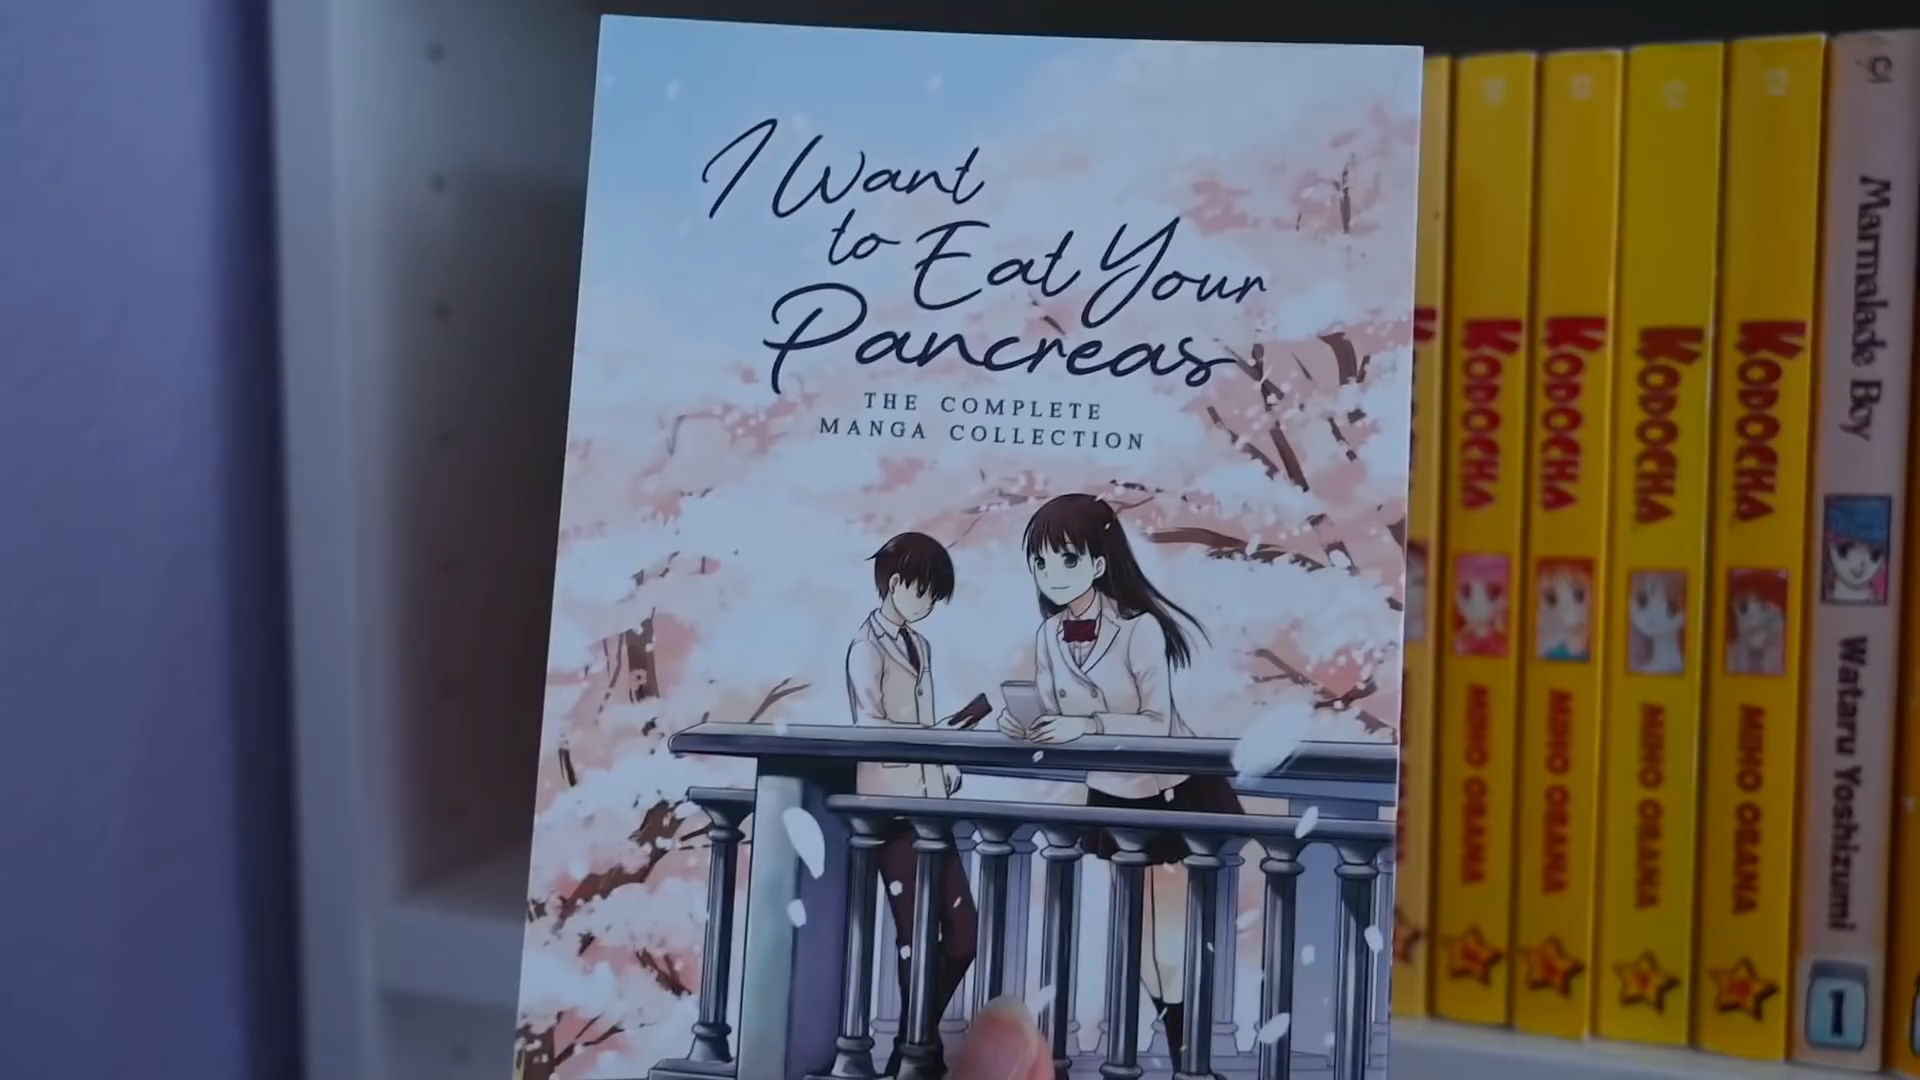 I Want
to Eat Your
Pancreas
THE COMPLETE
MANGA COLLECTION
KODOCHA
MIHO OBANA
KODOCHA
MIHO OBANA
KODOCHA
MIHO OBANA
KODOCHA
MIHO OBANA
Marmalade Boy
Wataru Yoshizumi
1